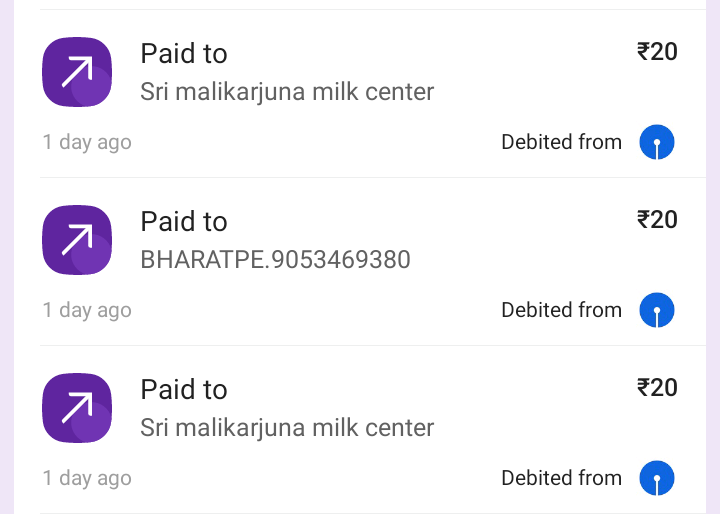 Paid to
₹20
Sri malikarjuna milk center
1 day ago
Debited from
Paid to
₹20
BHARATPE.9053469380
1 day ago
Debited from
Paid to
₹20
Sri malikarjuna milk center
1 day ago
Debited from